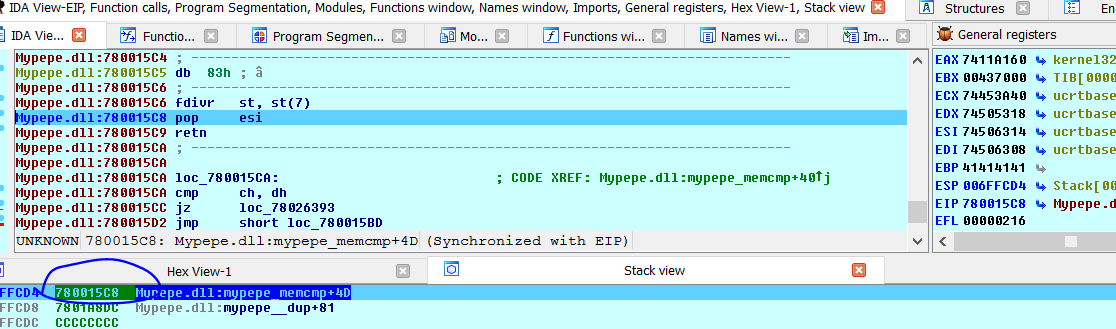 IDA View-EIP, Function calls, Program Segmentation, Modules, Functions window, Names window, Imports, General registers, Hex View-1, Stack view
Structures
En
IDA Vie...
Functio...
Program Segmen...
Mo...
Functions wi...
Names wi...
Im...
General registers
Mypepe.dll:780015C4 ; ---------------------------------------------------------------------------
Mypepe.dll:780015C5 db 83h ; â
Mypepe.dll:780015C6 ; ---------------------------------------------------------------------------
Mypepe.dll:780015C6 fdivr st, st(7)
Mypepe.dll:780015C8 pop esi
Mypepe.dll:780015C9 retn
Mypepe.dll:780015CA ; ---------------------------------------------------------------------------
Mypepe.dll:780015CA
Mypepe.dll:780015CA loc_780015CA: ; CODE XREF: Mypepe.dll:mypepe_memcmp+40↑j
Mypepe.dll:780015CA cmp ch, dh
Mypepe.dll:780015CC jz loc_78026393
Mypepe.dll:780015D2 jmp short loc_780015BD
UNKNOWN 780015C8: Mypepe.dll:mypepe_memcmp+4D (Synchronized with EIP)
EAX 7411A160 kernel32
EBX 00437000 TIB[0000
ECX 74453A40 ucrtbase
EDX 74505318 ucrtbase
ESI 74506314 ucrtbase
EDI 74506308 ucrtbase
EBP 41414141
ESP 006FFCD4 Stack[00
EIP 780015C8 Mypepe.d
EFL 00000216
Hex View-1
Stack view
FFCD4 780015C8 Mypepe.dll:mypepe_memcmp+4D
FFCD8 7801A8DC Mypepe.dll:mypepe__dup+81
FFCDC CCCCCCCC